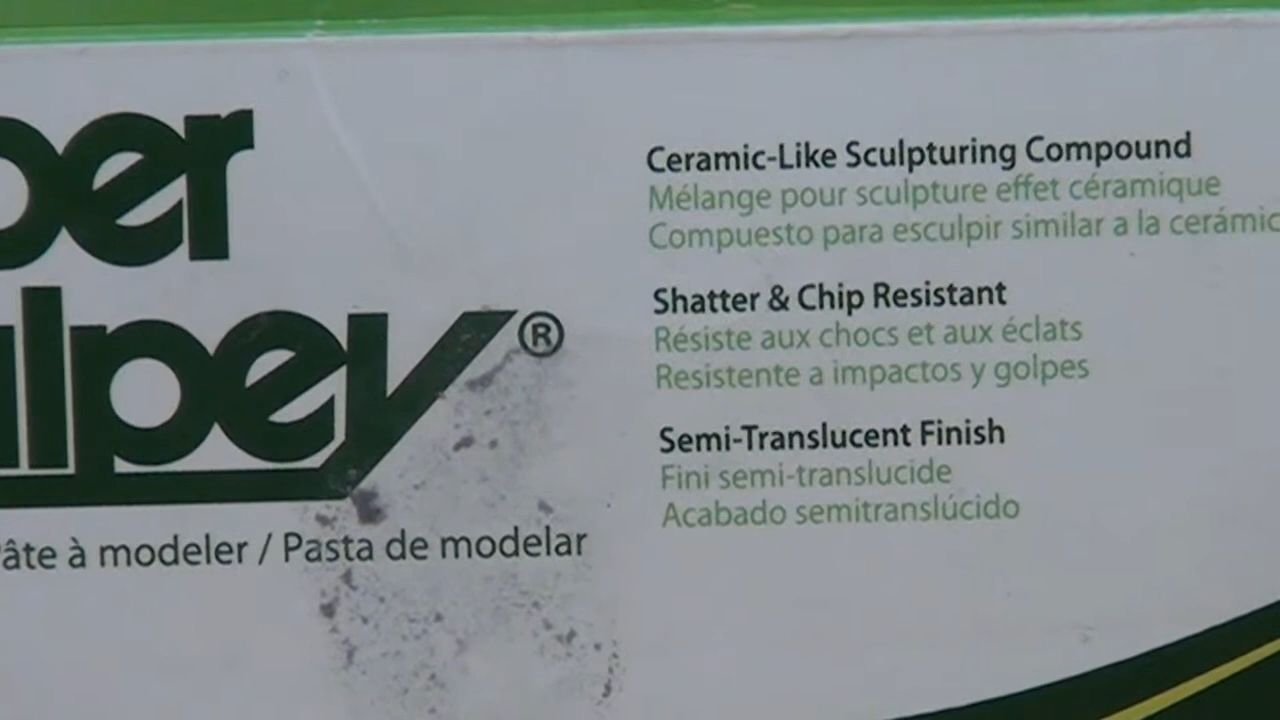 per
lpey®
âte à modeler / Pasta de modelar
Ceramic-Like Sculpturing Compound
Mélange pour sculpture effet céramique
Compuesto para esculpir similar a la cerámic
Shatter & Chip Resistant
Résiste aux chocs et aux éclats
Resistente a impactos y golpes
Semi-Translucent Finish
Fini semi-translucide
Acabado semitranslúcido